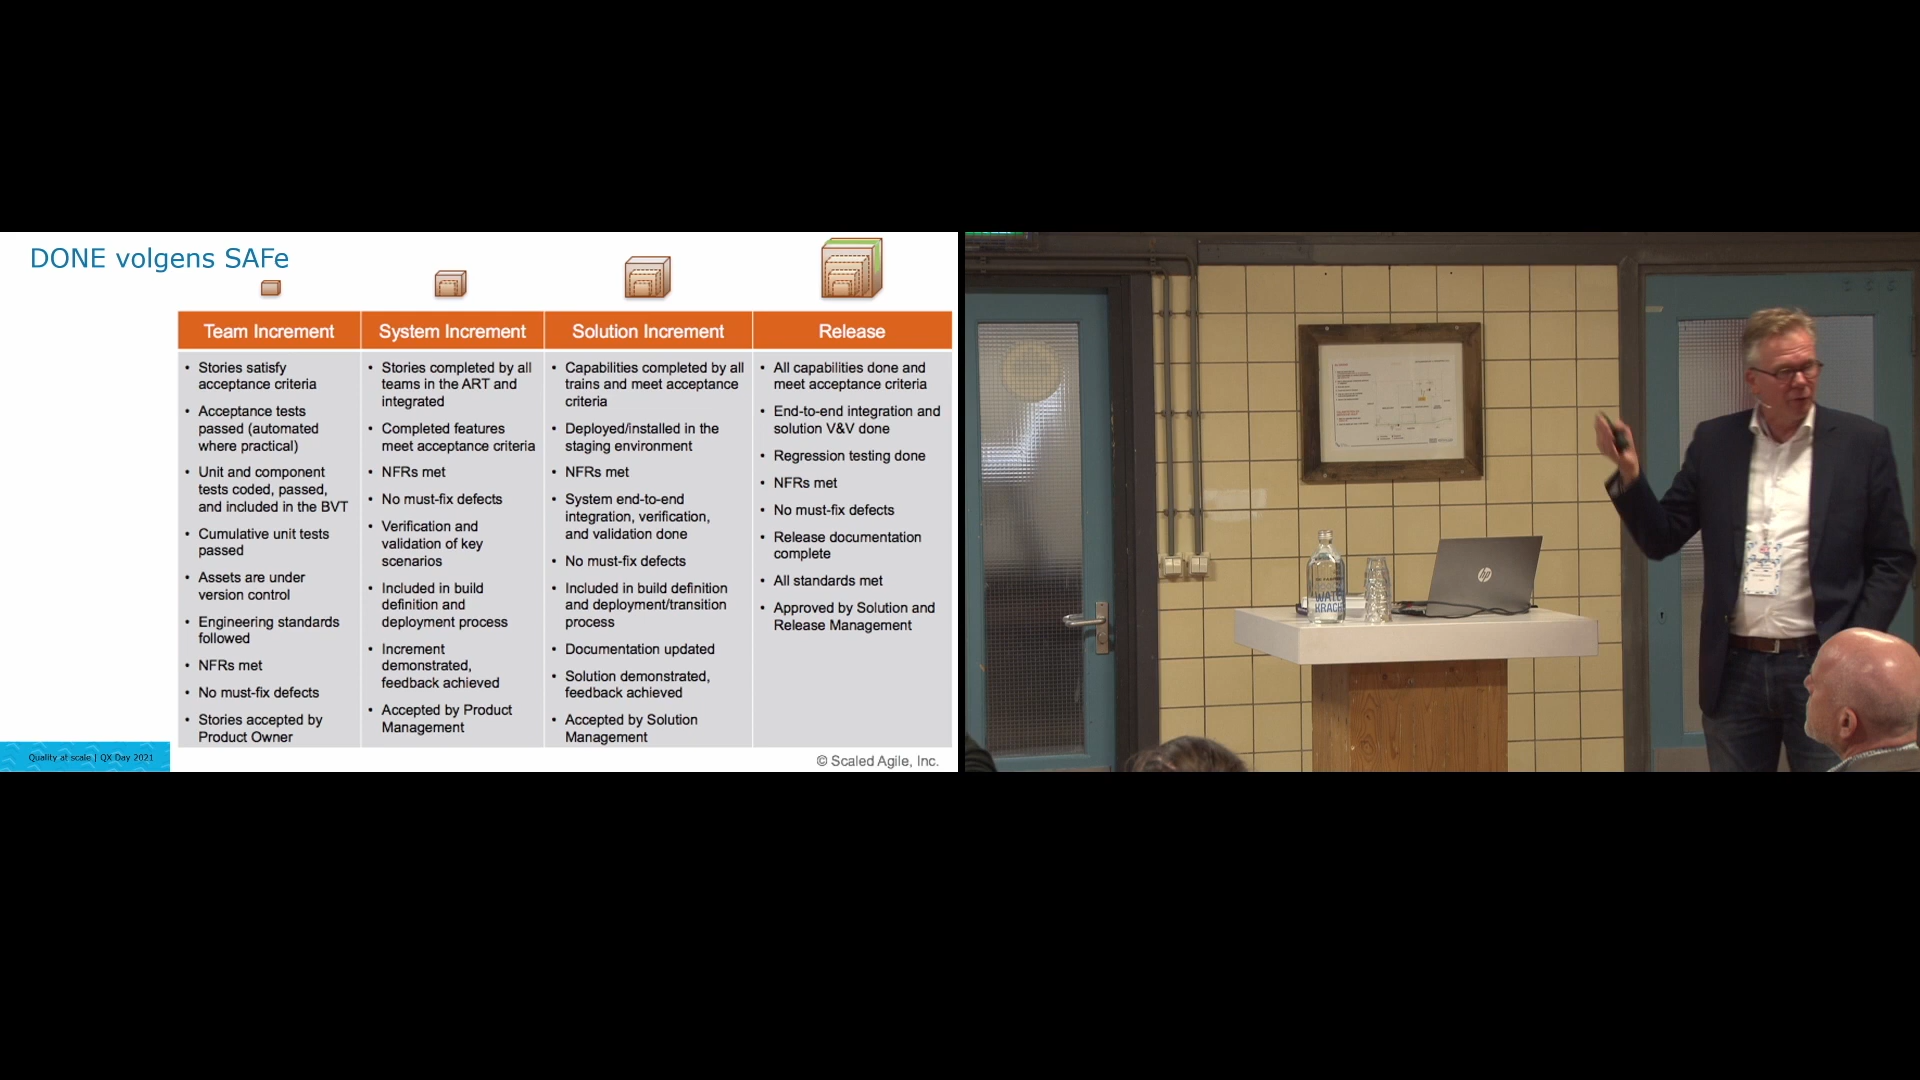 DONE volgens SAFe
Team Increment
• Stories satisfy
acceptance criteria
• Acceptance tests
passed (automated
where practical)
• Unit and component
tests coded, passed,
and included in the BVT
• Cumulative unit tests
passed
• Assets are under
version control
• Engineering standards
followed
• NFRs met
• No must-fix defects
• Stories accepted by
Product Owner
System Increment
• Stories completed by all
teams in the ART and
integrated
• Completed features
meet acceptance criteria
• NFRs met
• No must-fix defects
• Verification and
validation of key
scenarios
• Included in build
definition and
deployment process
• Increment
demonstrated,
feedback achieved
• Accepted by Product
Management
Solution Increment
• Capabilities completed by all
trains and meet acceptance
criteria
• Deployed/installed in the
staging environment
• NFRs met
• System end-to-end
integration, verification,
and validation done
• No must-fix defects
• Included in build definition
and deployment/transition
process
• Documentation updated
• Solution demonstrated,
feedback achieved
• Accepted by Solution
Management
Release
• All capabilities done and
meet acceptance criteria
• End-to-end integration and
solution V&V done
• Regression testing done
• NFRs met
• No must-fix defects
• Release documentation
complete
• All standards met
• Approved by Solution and
Release Management
Quality at scale | QX Day 2021
© Scaled Agile, Inc.
hp